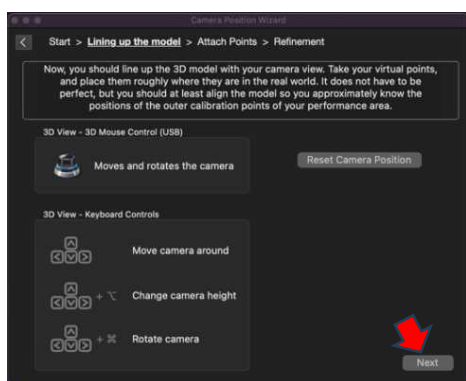 Camera Position Wizard
Start > Lining up the model > Attach Points > Refinement
Now, you should line up the 3D model with your camera view. Take your virtual points,
and place them roughly where they are in the real world. It does not have to be
perfect, but you should at least align the model so you approximately know the
positions of the outer calibration points of your performance area.
3D View - 3D Mouse Control (USB)
Moves and rotates the camera
Reset Camera Position
3D View - Keyboard Controls
Move camera around
+ ⌥ Change camera height
+ ⌘ Rotate camera
Next